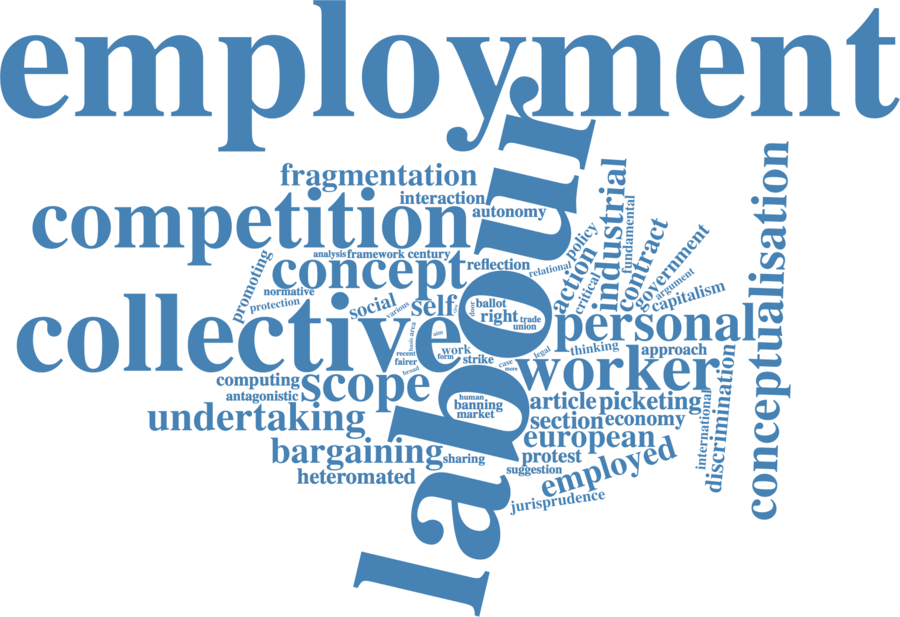 employment
labour
fragmentation
interaction
competition
autonomy
analysis
framework
century
concept
reflection
relational
policy
action
critical
industrial
fundamental
contract
government
argument
capitalism
conceptualisation
promoting
normative
protection
social
various
self
door
ballot
right
trade
union
personal
collective
basis
area
aim
recent
form
work
fairer
broad
strike
case
more
legal
thinking
approach
worker
computing
antagonistic
scope
human
banning
market
article
picketing
section
economy
international
discrimination
undertaking
european
bargaining
sharing
protest
suggestion
employed
heteromated
jurisprudence